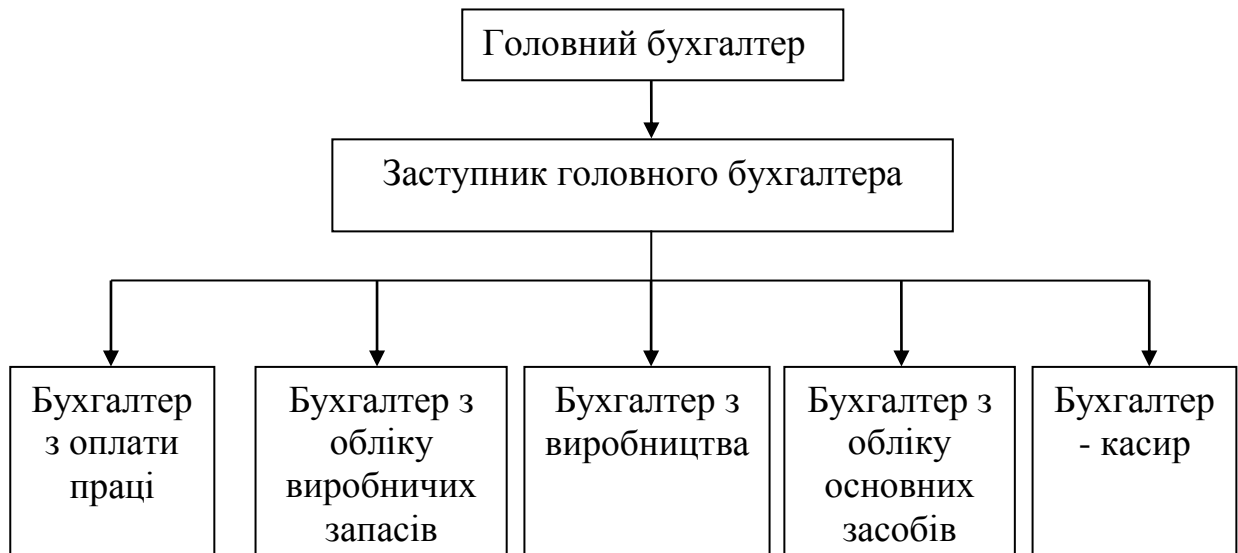 Головний бухгалтер
Заступник головного бухгалтера
Бухгалтер
з оплати
праці
Бухгалтер з
обліку
виробничих
запасів
Бухгалтер з
виробництва
Бухгалтер з
обліку
основних
засобів
Бухгалтер
- касир